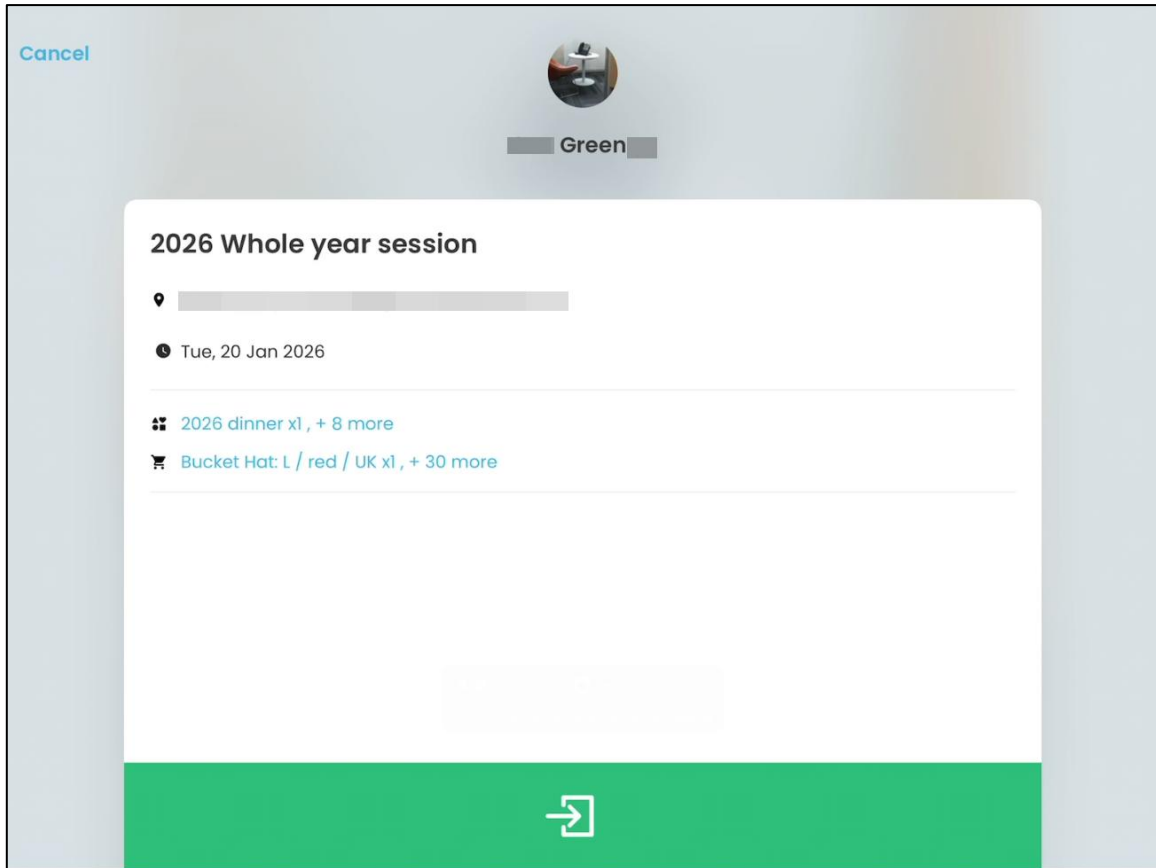 Cancel
Green
2026 Whole year session
Tue, 20 Jan 2026
2026 dinner x1 , + 8 more
Bucket Hat: L / red / UK x1 , + 30 more